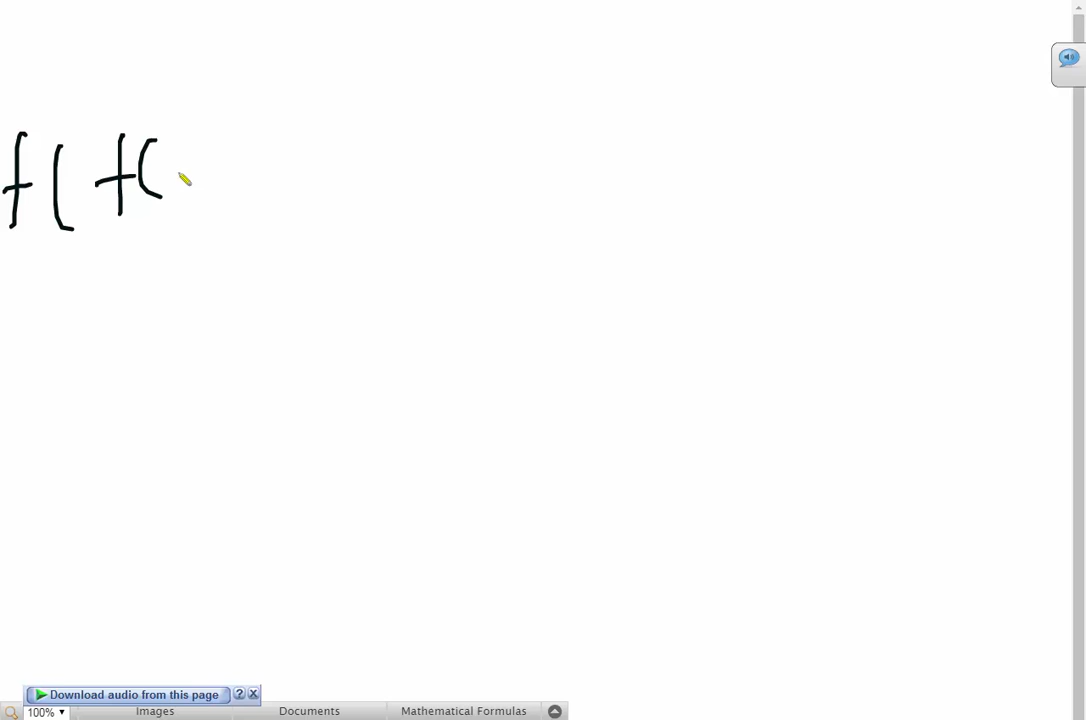 f( f(
Download audio from this page ? x
100% ▼ Images Documents Mathematical Formulas